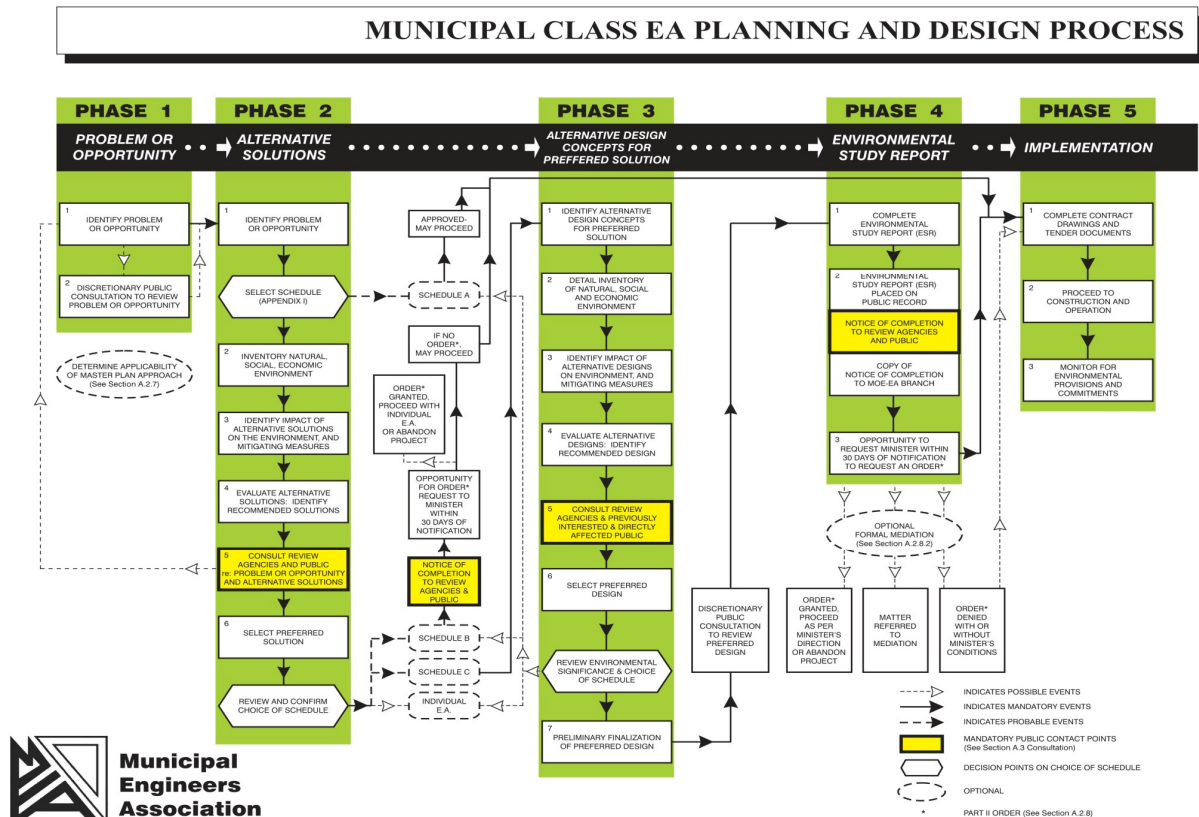 MUNICIPAL CLASS EA PLANNING AND DESIGN PROCESS
PHASE 1
PROBLEM OR
OPPORTUNITY
PHASE 2
ALTERNATIVE
SOLUTIONS
PHASE 3
ALTERNATIVE DESIGN
CONCEPTS FOR
PREFFERED SOLUTION
PHASE 4
ENVIRONMENTAL
STUDY REPORT
PHASE 5
IMPLEMENTATION
1
IDENTIFY PROBLEM
OR OPPORTUNITY
2
DISCRETIONARY PUBLIC
CONSULTATION TO REVIEW
PROBLEM OR OPPORTUNITY
DETERMINE APPLICABILITY
OF MASTER PLAN APPROACH
(See Section A.2.7)
1
IDENTIFY PROBLEM
OR OPPORTUNITY
SELECT SCHEDULE
(APPENDIX I)
2
INVENTORY NATURAL,
SOCIAL, ECONOMIC
ENVIRONMENT
3
IDENTIFY IMPACT OF
ALTERNATIVE SOLUTIONS
ON THE ENVIRONMENT, AND
MITIGATING MEASURES
4
EVALUATE ALTERNATIVE
SOLUTIONS: IDENTIFY
RECOMMENDED SOLUTIONS
5
CONSULT REVIEW
AGENCIES AND PUBLIC
re: PROBLEM OR OPPORTUNITY
AND ALTERNATIVE SOLUTIONS
6
SELECT PREFERRED
SOLUTION
REVIEW AND CONFIRM
CHOICE OF SCHEDULE
APPROVED-
MAY PROCEED
SCHEDULE A
IF NO
ORDER*,
MAY PROCEED
ORDER*
GRANTED,
PROCEED WITH
INDIVIDUAL
E.A.
OR ABANDON
PROJECT
OPPORTUNITY
FOR ORDER*
REQUEST TO
MINISTER
WITHIN
30 DAYS OF
NOTIFICATION
NOTICE OF
COMPLETION
TO REVIEW
AGENCIES &
PUBLIC
SCHEDULE B
SCHEDULE C
INDIVIDUAL
E.A.
1
IDENTIFY ALTERNATIVE
DESIGN CONCEPTS
FOR PREFERRED
SOLUTION
2
DETAIL INVENTORY
OF NATURAL, SOCIAL
AND ECONOMIC
ENVIRONMENT
3
IDENTIFY IMPACT OF
ALTERNATIVE DESIGNS
ON ENVIRONMENT, AND
MITIGATING MEASURES
4
EVALUATE ALTERNATIVE
DESIGNS: IDENTIFY
RECOMMENDED DESIGN
5
CONSULT REVIEW
AGENCIES & PREVIOUSLY
INTERESTED & DIRECTLY
AFFECTED PUBLIC
6
SELECT PREFERRED
DESIGN
REVIEW ENVIRONMENTAL
SIGNIFICANCE & CHOICE
OF SCHEDULE
7
PRELIMINARY FINALIZATION
OF PREFERRED DESIGN
DISCRETIONARY
PUBLIC
CONSULTATION
TO REVIEW
PREFERRED
DESIGN
1
COMPLETE
ENVIRONMENTAL
STUDY REPORT (ESR)
2
ENVIRONMENTAL
STUDY REPORT (ESR)
PLACED ON
PUBLIC RECORD
NOTICE OF COMPLETION
TO REVIEW AGENCIES
AND PUBLIC
COPY OF
NOTICE OF COMPLETION
TO MOE-EA BRANCH
3
OPPORTUNITY TO
REQUEST MINISTER WITHIN
30 DAYS OF NOTIFICATION
TO REQUEST AN ORDER*
OPTIONAL
FORMAL MEDIATION
(See Section A.2.8.2)
ORDER*
GRANTED,
PROCEED
AS PER
MINISTER'S
DIRECTION
OR ABANDON
PROJECT
MATTER
REFERRED
TO
MEDIATION
ORDER*
DENIED
WITH OR
WITHOUT
MINISTER'S
CONDITIONS
1
COMPLETE CONTRACT
DRAWINGS AND
TENDER DOCUMENTS
2
PROCEED TO
CONSTRUCTION AND
OPERATION
3
MONITOR FOR
ENVIRONMENTAL
PROVISIONS AND
COMMITMENTS
INDICATES POSSIBLE EVENTS
INDICATES MANDATORY EVENTS
INDICATES PROBABLE EVENTS
MANDATORY PUBLIC CONTACT POINTS
(See Section A.3 Consultation)
DECISION POINTS ON CHOICE OF SCHEDULE
OPTIONAL
* PART II ORDER (See Section A.2.8)
Municipal
Engineers
Association